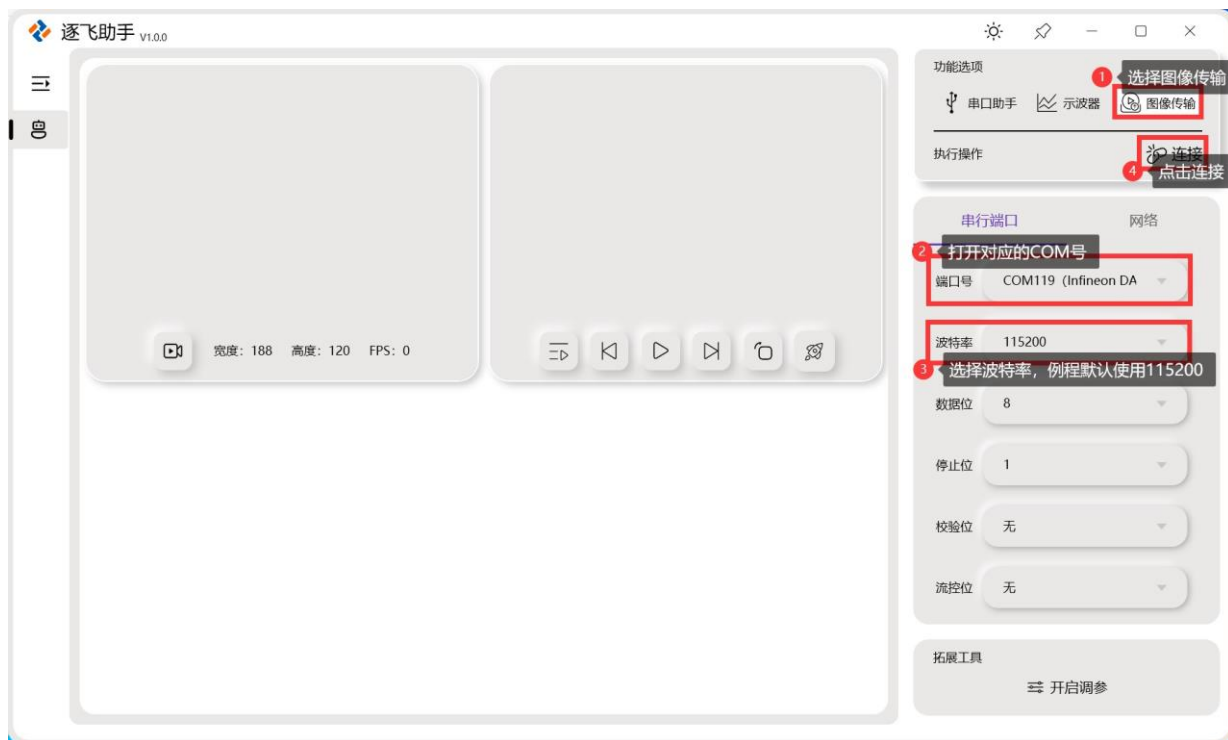 逐飞助手 V1.0.0
功能选项
1 选择图像传输
串口助手 示波器 图像传输
执行操作 连接
4 点击连接
串行端口 网络
2 打开对应的COM号
端口号 COM119 (Infineon DA
波特率 115200
3 选择波特率，例程默认使用115200
数据位 8
停止位 1
校验位 无
流控位 无
宽度：188 高度：120 FPS：0
拓展工具
开启调参